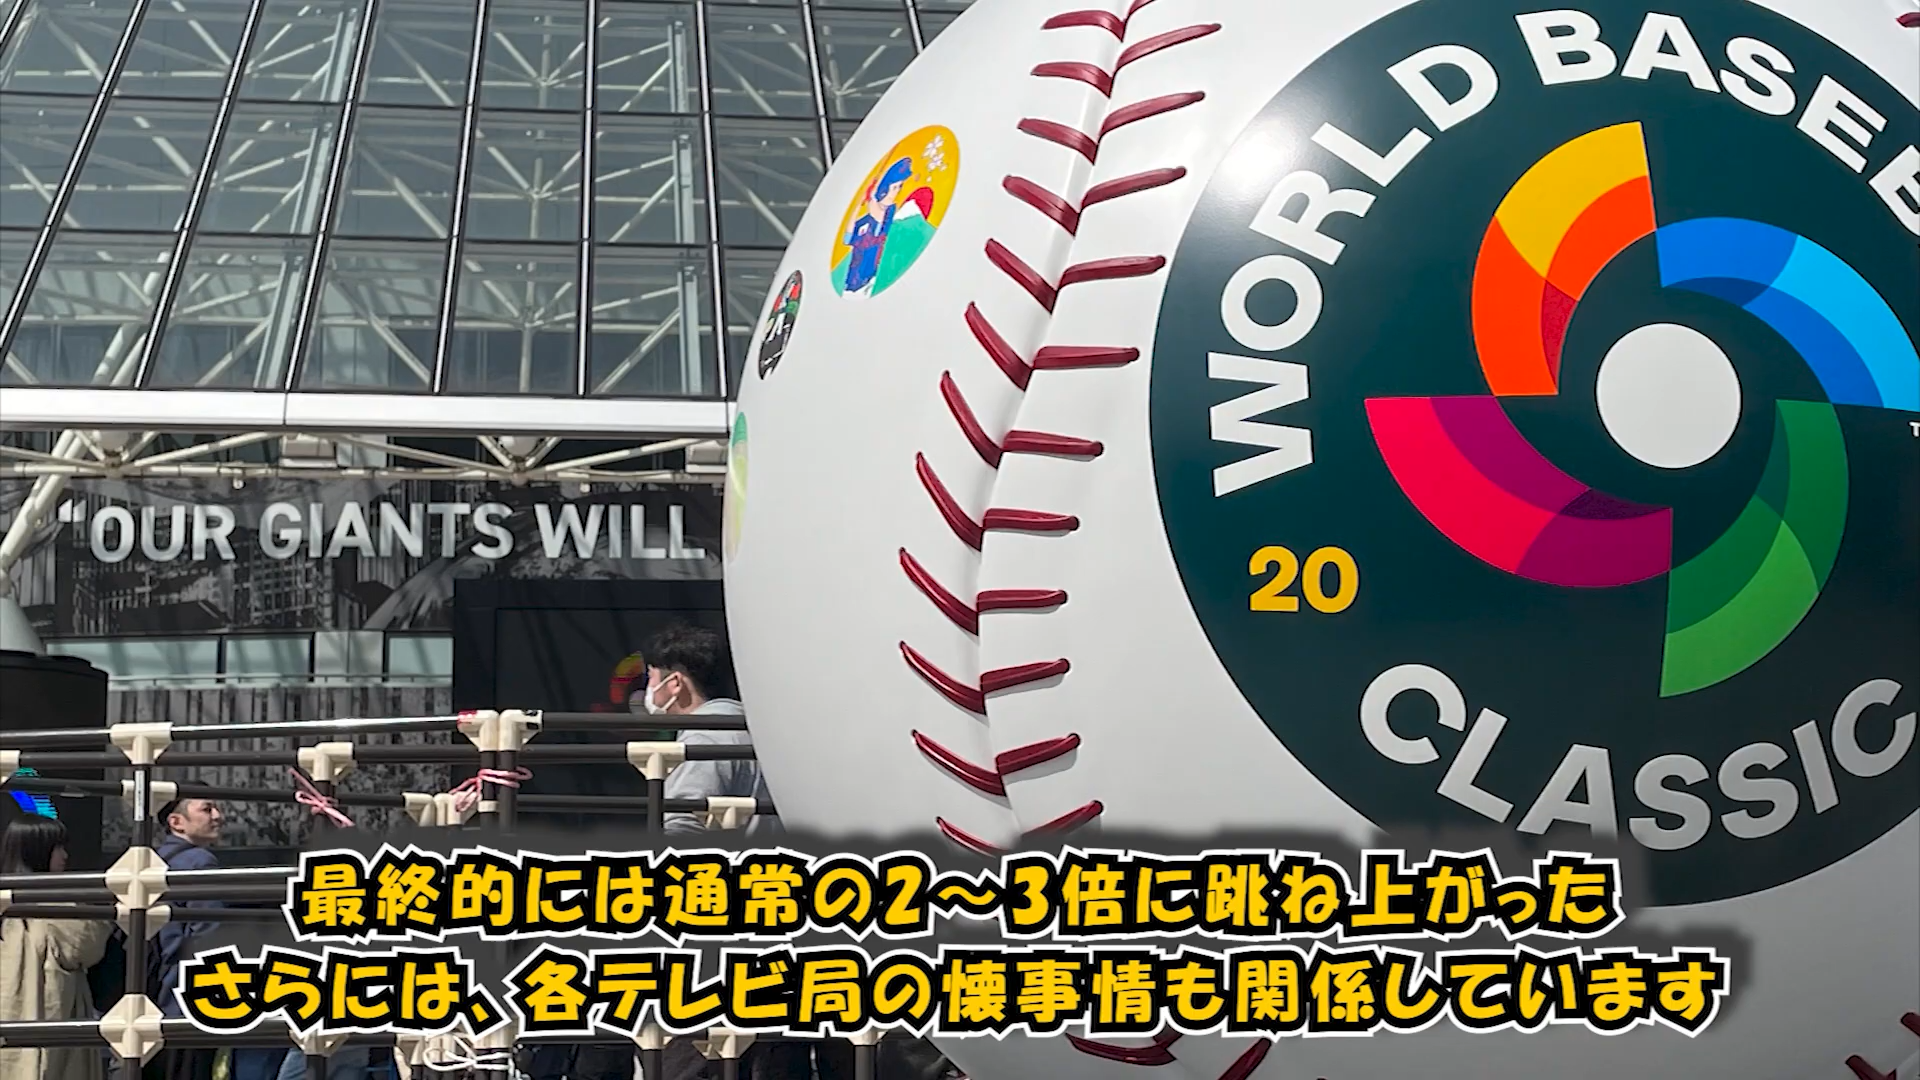 WORLD BASEB
20
CLASSIC
"OUR GIANTS WILL
最終的には通常の2～3倍に跳ね上がった
さらには、各テレビ局の懐事情も関係しています